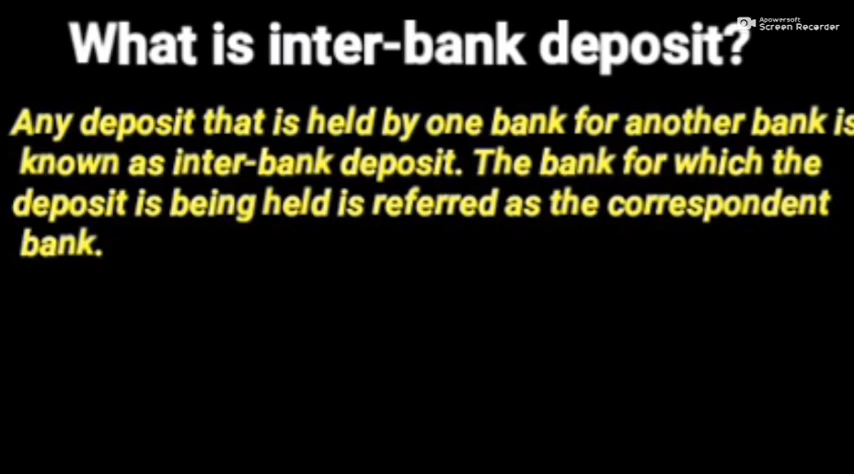 What is inter-bank deposit?
Apowersoft
Screen Recorder
Any deposit that is held by one bank for another bank is
known as inter-bank deposit. The bank for which the
deposit is being held is referred as the correspondent
bank.